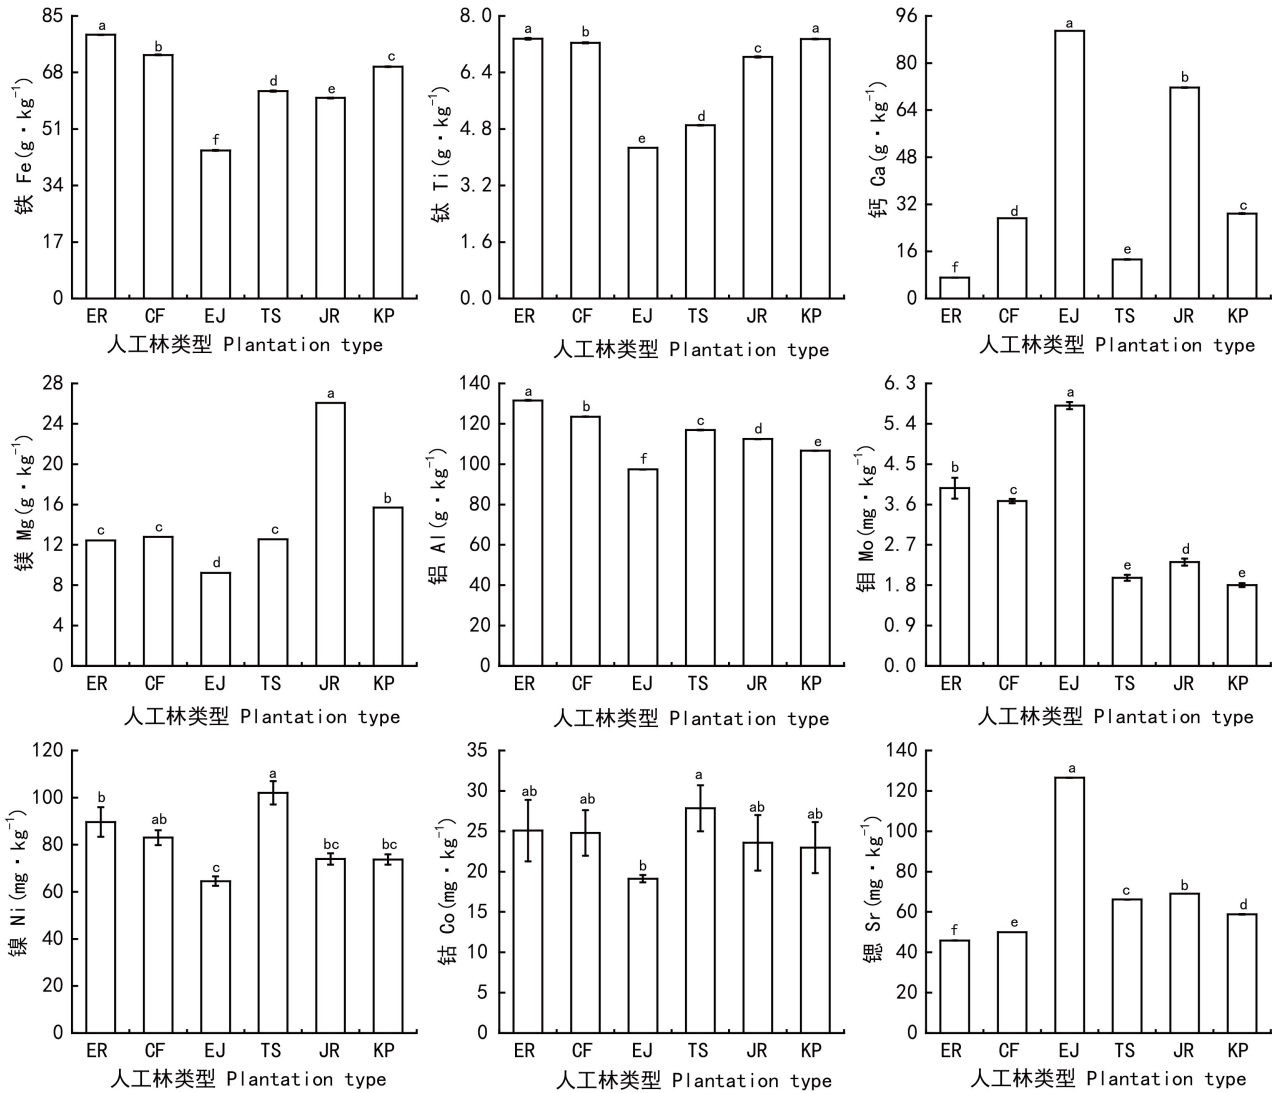 铁 Fe(g·kg⁻¹)
85
68
51
34
17
0
a
b
f
d
e
c
ER CF EJ TS JR KP
人工林类型 Plantation type
钛 Ti(g·kg⁻¹)
8.0
6.4
4.8
3.2
1.6
0.0
a
b
e
d
c
a
ER CF EJ TS JR KP
人工林类型 Plantation type
钙 Ca(g·kg⁻¹)
96
80
64
48
32
16
0
f
d
a
e
b
c
ER CF EJ TS JR KP
人工林类型 Plantation type
镁 Mg(g·kg⁻¹)
28
24
20
16
12
8
4
0
c
c
d
c
a
b
ER CF EJ TS JR KP
人工林类型 Plantation type
铝 Al(g·kg⁻¹)
140
120
100
80
60
40
20
0
a
b
f
c
d
e
ER CF EJ TS JR KP
人工林类型 Plantation type
钼 Mo(mg·kg⁻¹)
6.3
5.4
4.5
3.6
2.7
1.8
0.9
0.0
b
c
a
e
d
e
ER CF EJ TS JR KP
人工林类型 Plantation type
镍 Ni(mg·kg⁻¹)
120
100
80
60
40
20
0
b
ab
c
a
bc
bc
ER CF EJ TS JR KP
人工林类型 Plantation type
钴 Co(mg·kg⁻¹)
35
30
25
20
15
10
5
0
ab
ab
b
a
ab
ab
ER CF EJ TS JR KP
人工林类型 Plantation type
锶 Sr(mg·kg⁻¹)
140
120
100
80
60
40
20
0
f
e
a
c
b
d
ER CF EJ TS JR KP
人工林类型 Plantation type